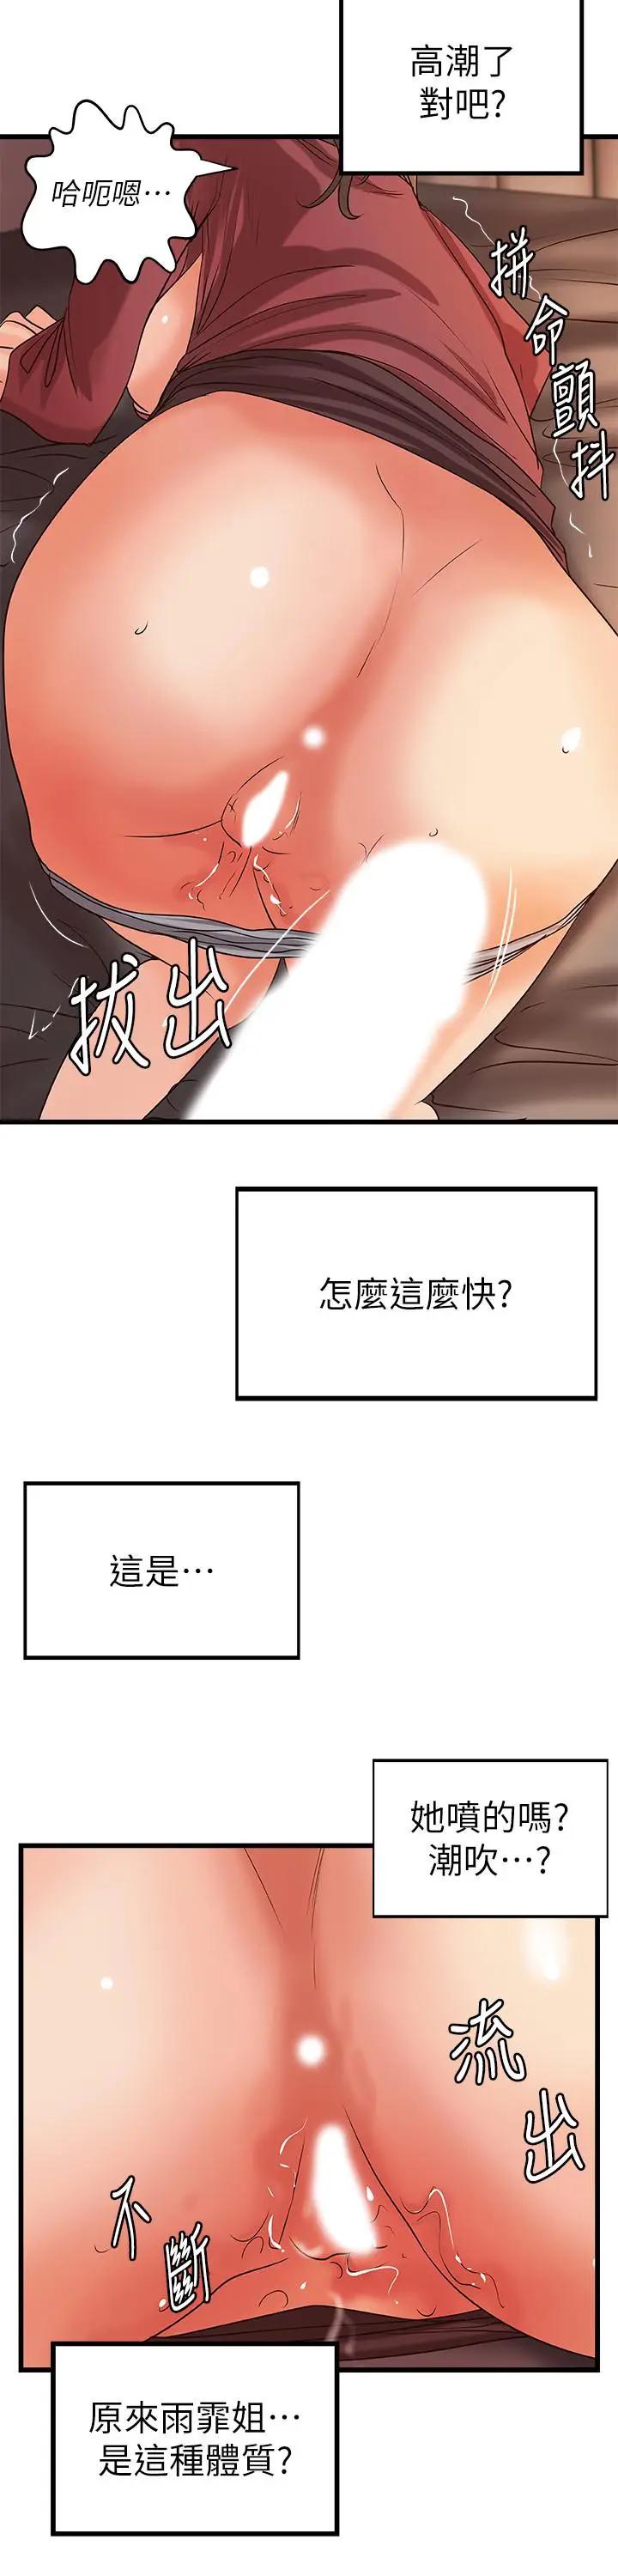 高潮了
對吧?
哈呃嗯…
拼命顫抖
拔出
怎麼這麼快?
這是…
她噴的嗎?
潮吹…?
流出
不斷
原來雨霏姐…
是這種體質?